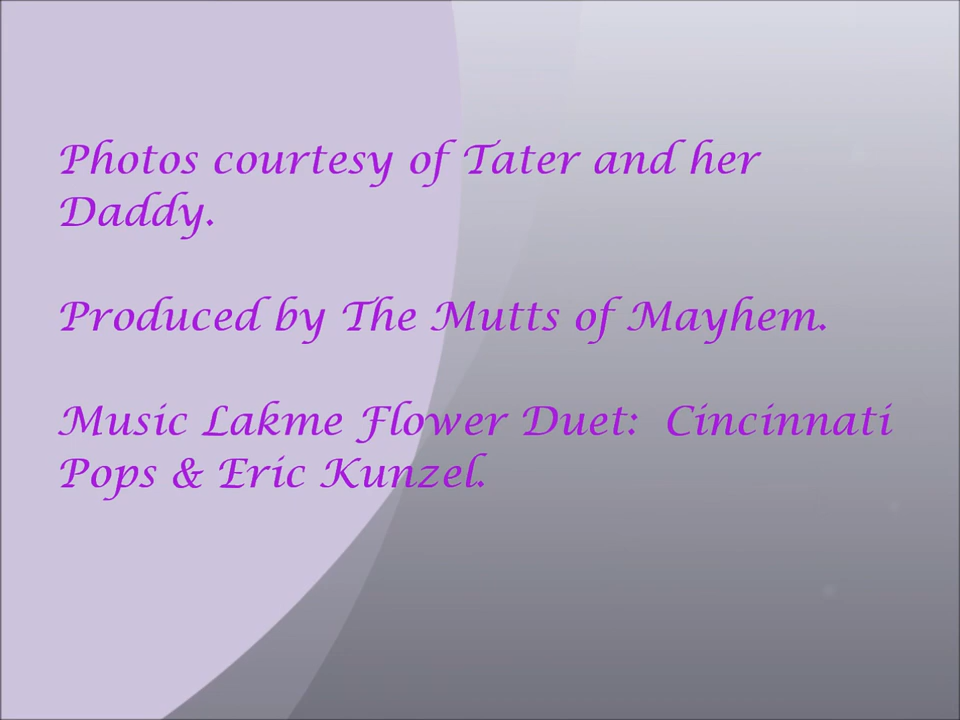 Photos courtesy of Tater and her
Daddy.
Produced by The Mutts of Mayhem.
Music Lakme Flower Duet:  Cincinnati
Pops & Eric Kunzel.